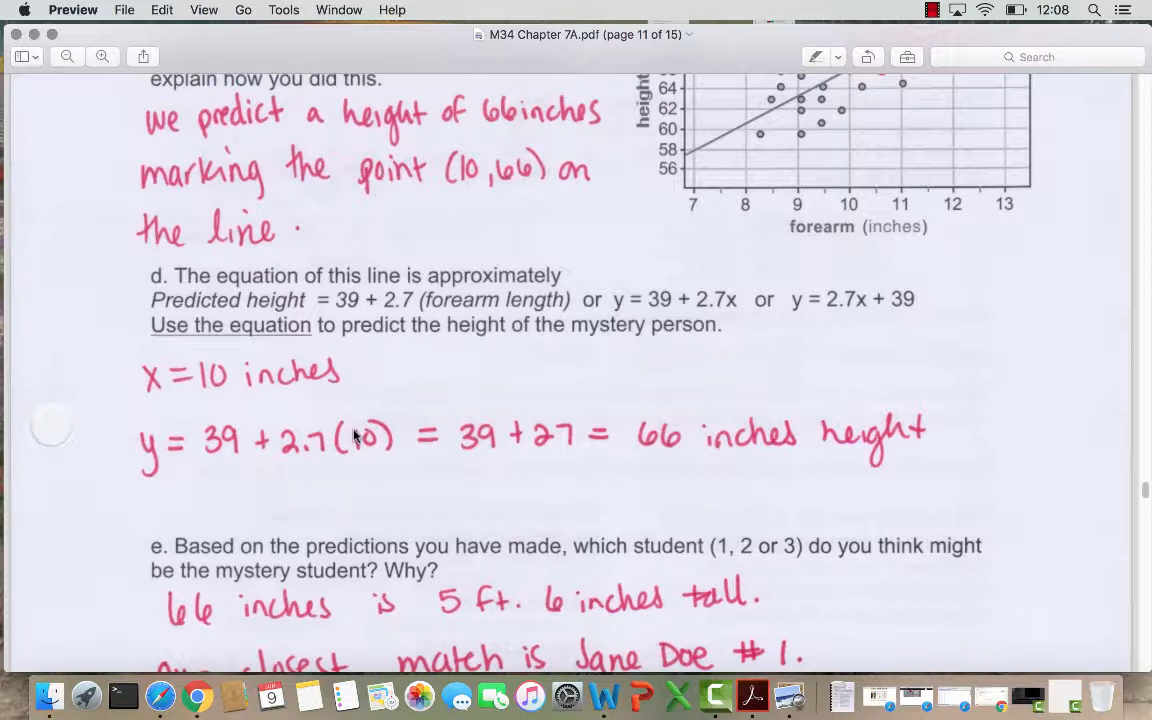 Preview File Edit View Go Tools Window Help 12:08
M34 Chapter 7A.pdf (page 11 of 15)
Search
explain how you did this.
we predict a height of 66 inches
marking the point (10,66) on
the line.
height
64
62
60
58
56
7 8 9 10 11 12 13
forearm (inches)
d. The equation of this line is approximately
Predicted height = 39 + 2.7 (forearm length) or y = 39 + 2.7x or y = 2.7x + 39
Use the equation to predict the height of the mystery person.
x = 10 inches
y = 39 + 2.7(10) = 39 + 27 = 66 inches height
e. Based on the predictions you have made, which student (1, 2 or 3) do you think might
be the mystery student? Why?
66 inches is 5 ft. 6 inches tall.
closest match is Jane Doe #1.
9